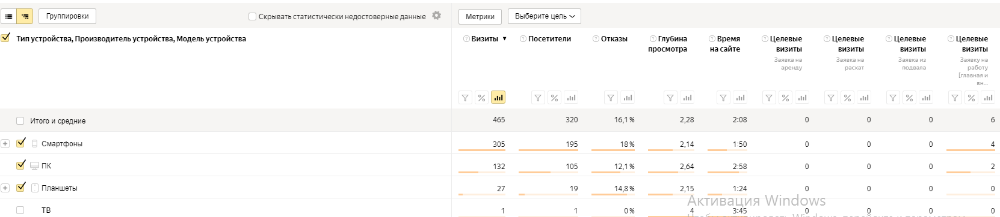 Группировки
Скрывать статистически недостоверные данные
Метрики
Выберите цель
Тип устройства, Производитель устройства, Модель устройства
Визиты ▼
Посетители
Отказы
Глубина
просмотра
Время
на сайте
Целевые
визиты
Заявка на
аренду
Целевые
визиты
Заявка на
раскат
Целевые
визиты
Заявка из
подвала
Целевые
визиты
Заявку на
работу
[главная и
вн...
Итого и средние 465 320 16,1 % 2,28 2:08 0 0 0 6
Смартфоны 305 195 18 % 2,14 1:50 0 0 0 4
ПК 132 105 12,1 % 2,64 2:58 0 0 0 2
Планшеты 27 19 14,8 % 2,15 1:24 0 0 0 0
Активация Windows
ТВ 1 1 0 % 4 3:45 0 0 0 0